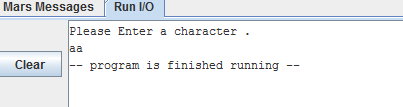 Mars Messages Run I/O
Please Enter a character .
aa
Clear
-- program is finished running --